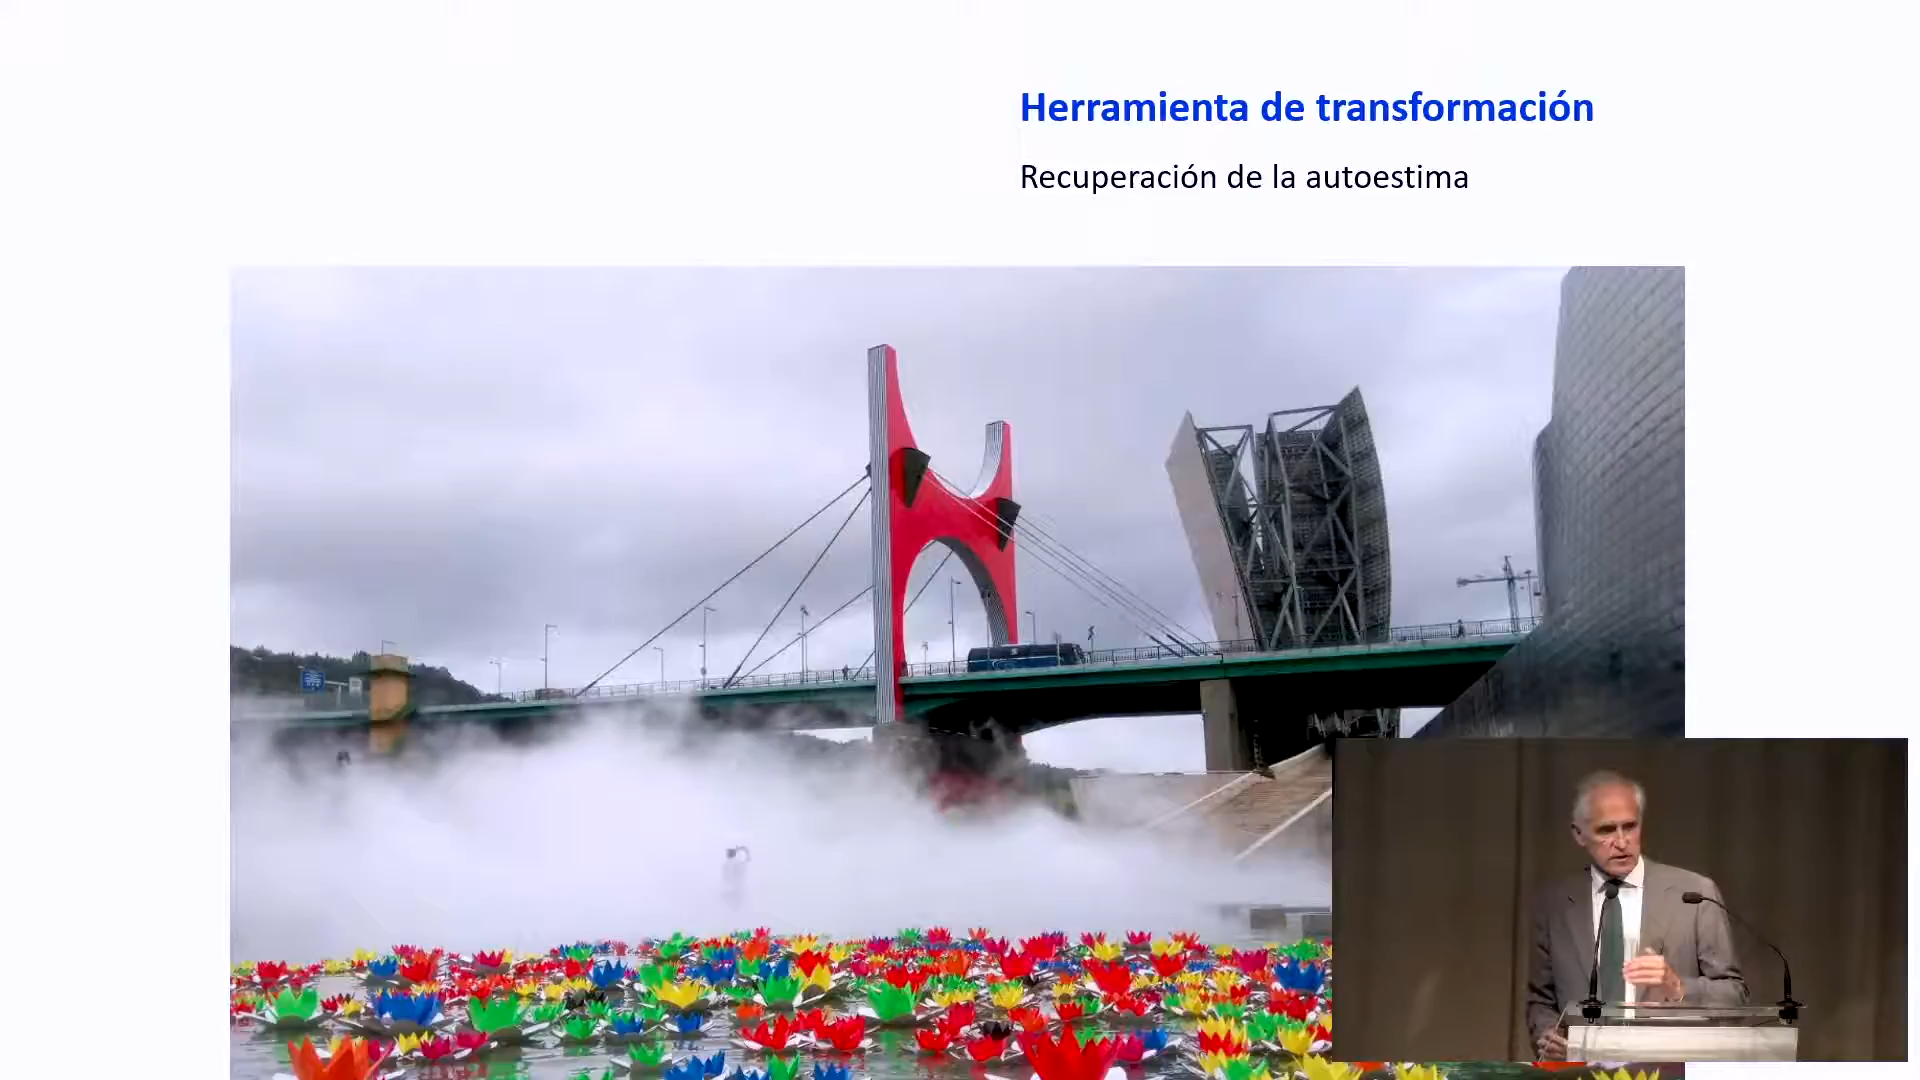 Herramienta de transformación
Recuperación de la autoestima